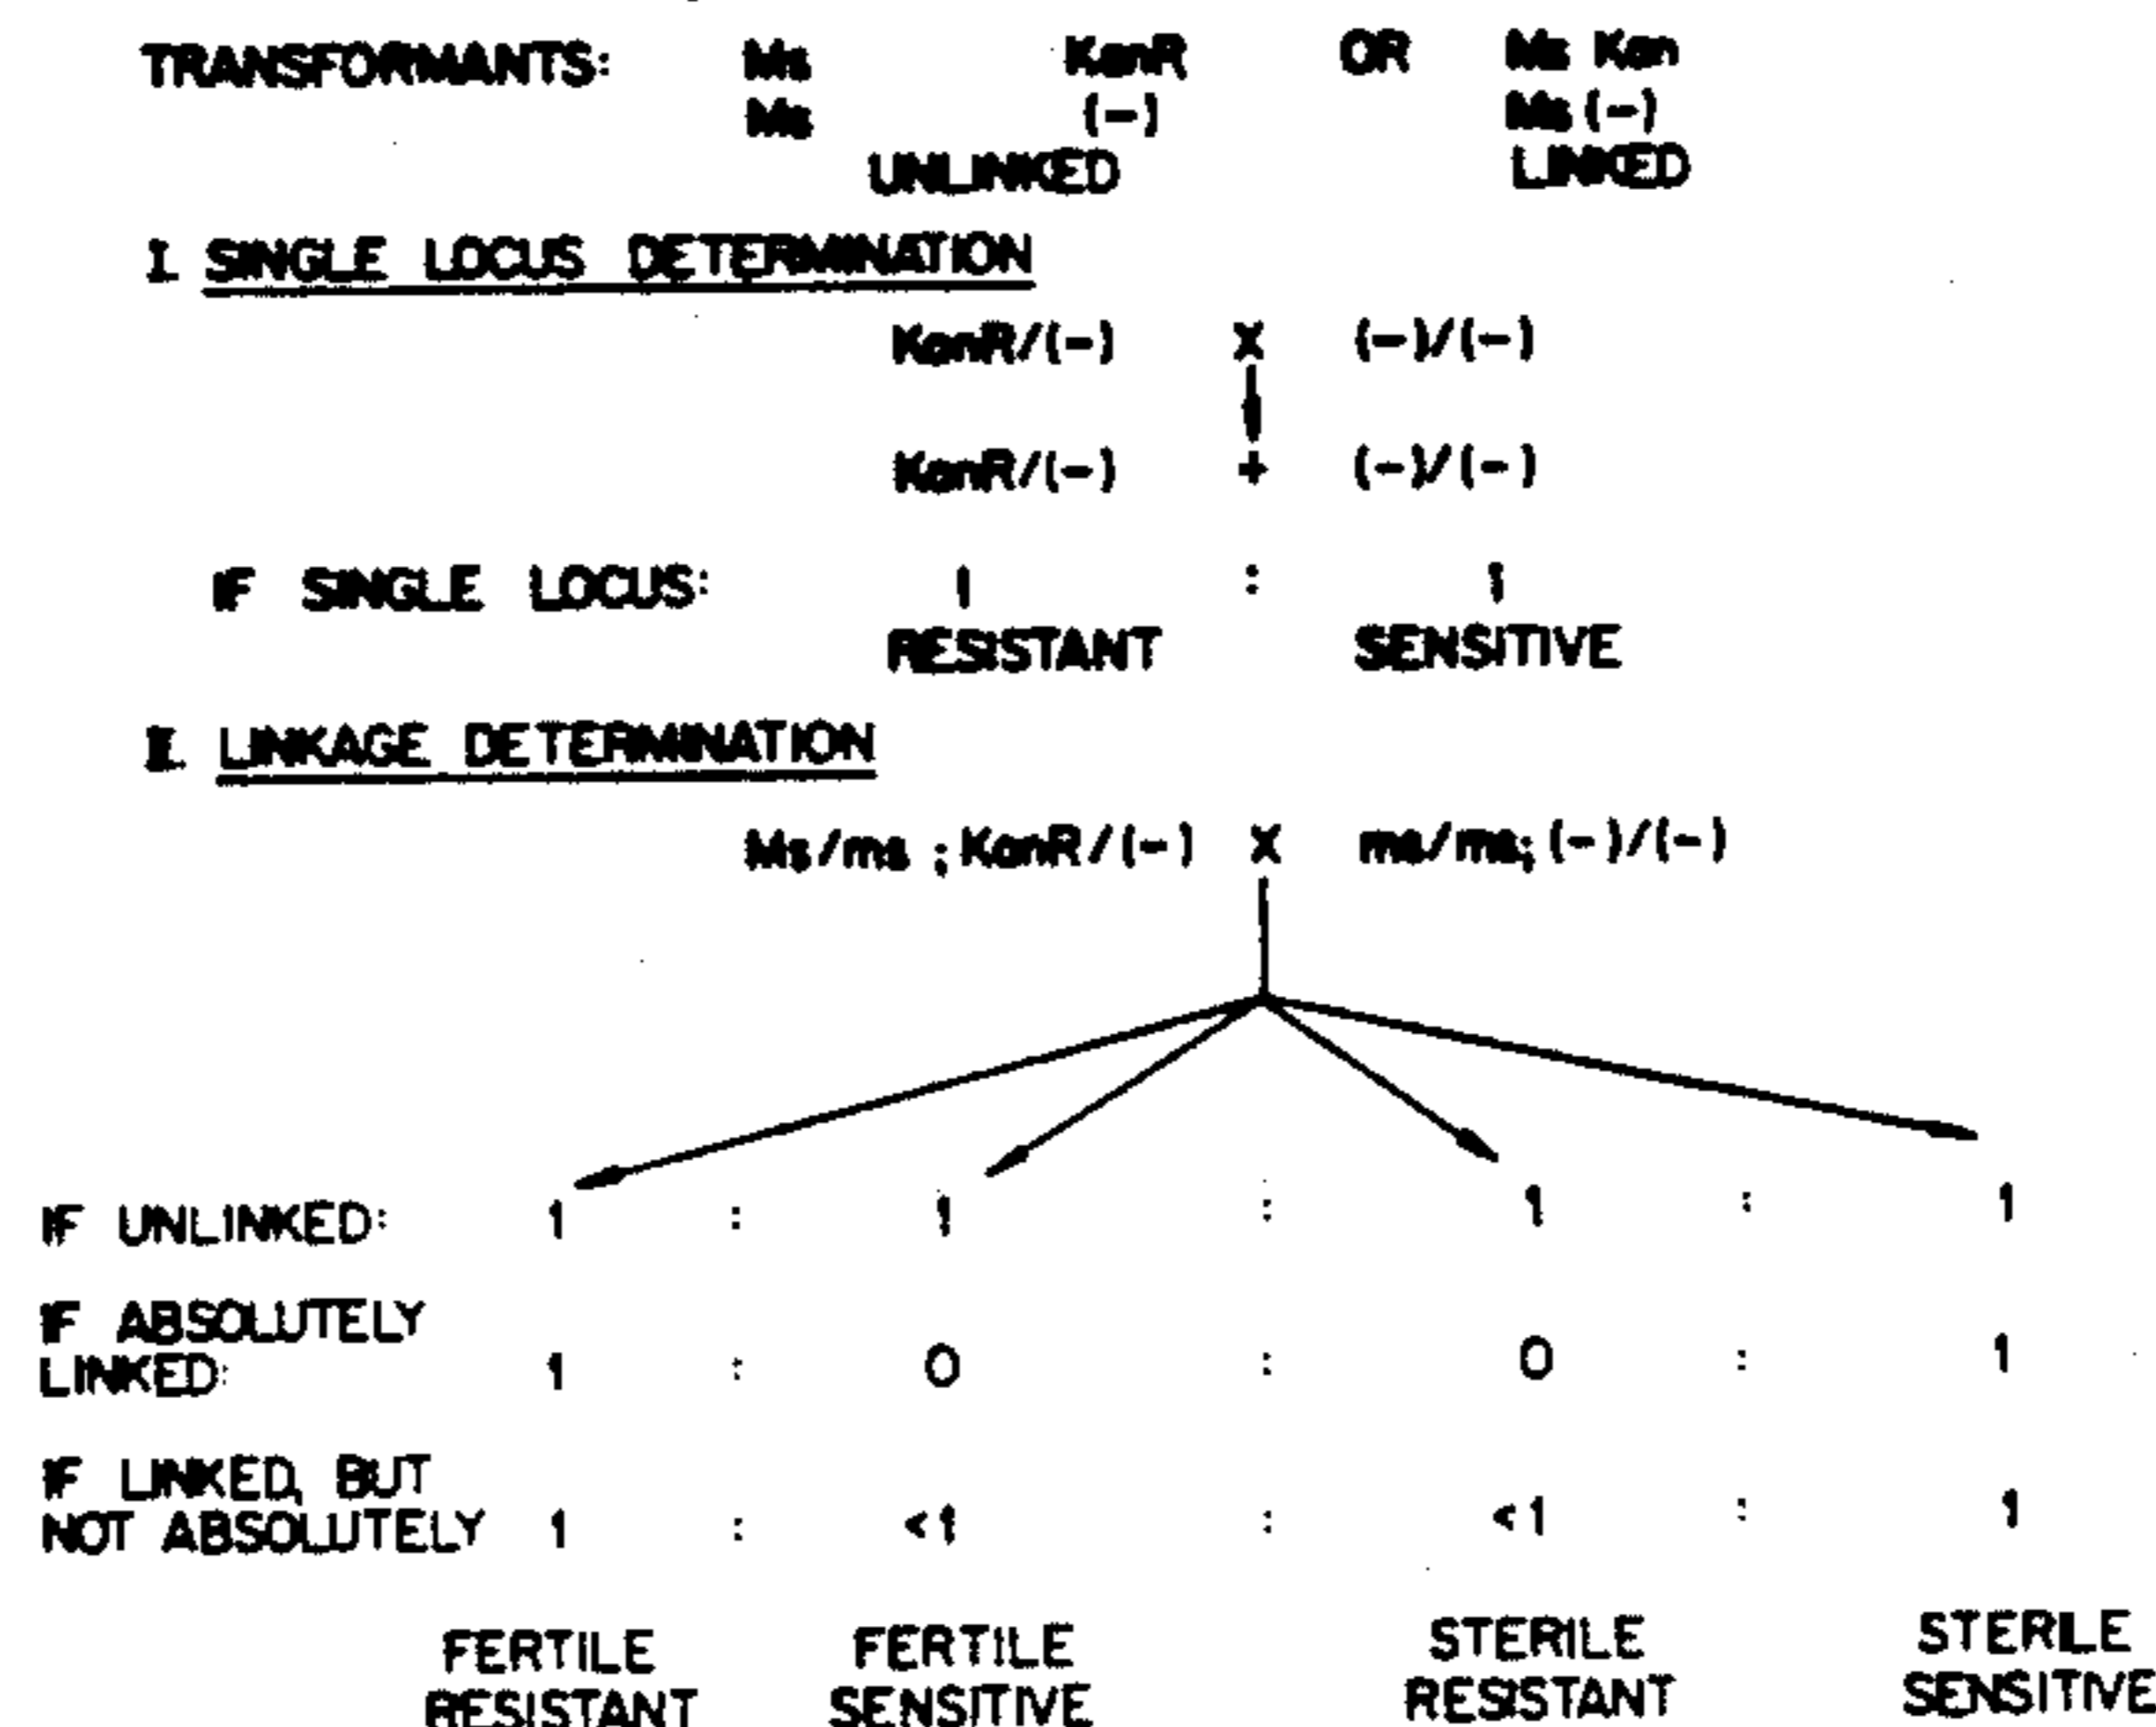 TRANSFORMANTS: Ms KanR OR Ms Kan
Ms (-) Ms (-)
UNLINKED LINKED
I. SINGLE LOCUS DETERMINATION
KanR/(-) X (-)/(-)
KanR/(-) + (-)/(-)
IF SINGLE LOCUS: 1 : 1
RESISTANT SENSITIVE
II. LINKAGE DETERMINATION
Ms/ms ; KanR/(-) X ms/ms; (-)/(-)
IF UNLINKED: 1 : 1 : 1 : 1
IF ABSOLUTELY
LINKED: 1 : 0 : 0 : 1
IF LINKED, BUT
NOT ABSOLUTELY 1 : <1 : <1 : 1
FERTILE FERTILE STERILE STERILE
RESISTANT SENSITIVE RESISTANT SENSITIVE